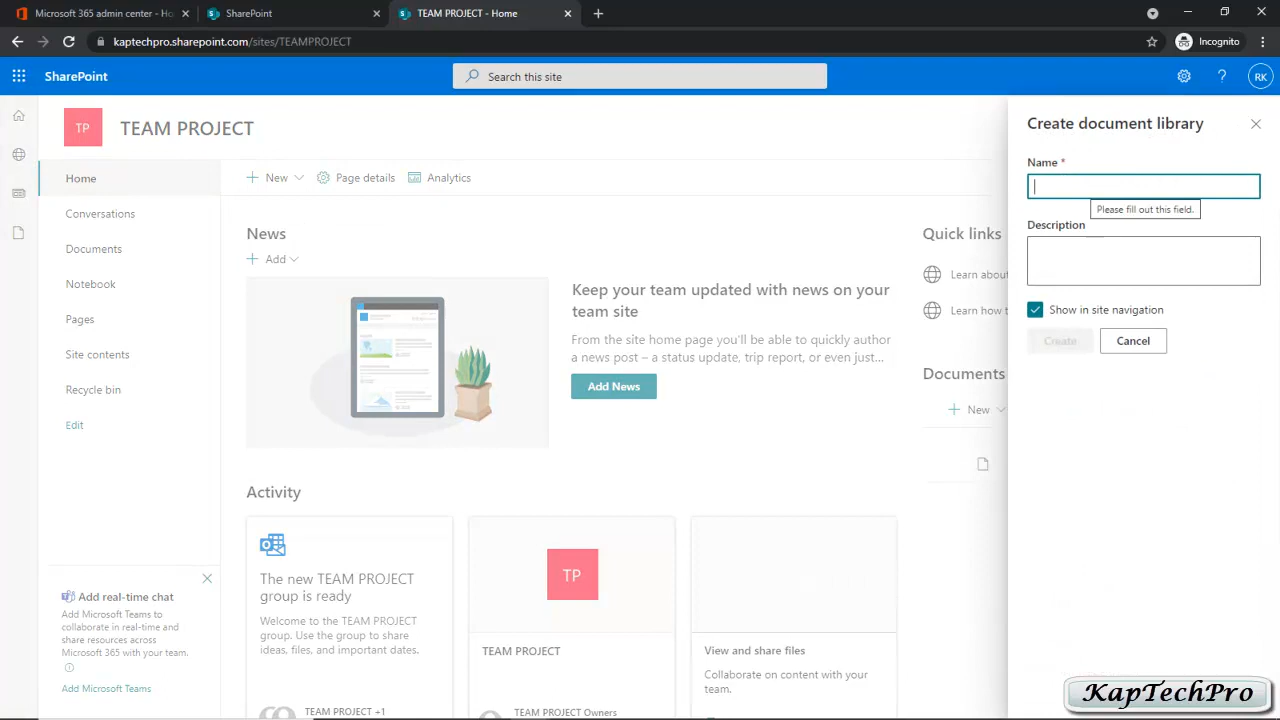 Microsoft 365 admin center - Ho
SharePoint
TEAM PROJECT - Home
kaptechpro.sharepoint.com/sites/TEAMPROJECT
Incognito
SharePoint
Search this site
?
RK
TP
TEAM PROJECT
Home
Conversations
Documents
Notebook
Pages
Site contents
Recycle bin
Edit
New
Page details
Analytics
News
Add
Keep your team updated with news on your
team site
From the site home page you'll be able to quickly author
a news post – a status update, trip report, or even just...
Add News
Quick links
Learn about
Learn how t
Documents
New
Activity
The new TEAM PROJECT
group is ready
Welcome to the TEAM PROJECT
group. Use the group to share
ideas, files, and important dates.
TEAM PROJECT +1
TP
TEAM PROJECT
TEAM PROJECT Owners
View and share files
Collaborate on content with your
team.
Add real-time chat
Add Microsoft Teams to
collaborate in real-time and
share resources across
Microsoft 365 with your team.
Add Microsoft Teams
Create document library
Name *
Please fill out this field.
Description
Show in site navigation
Create
Cancel
KapTechPro